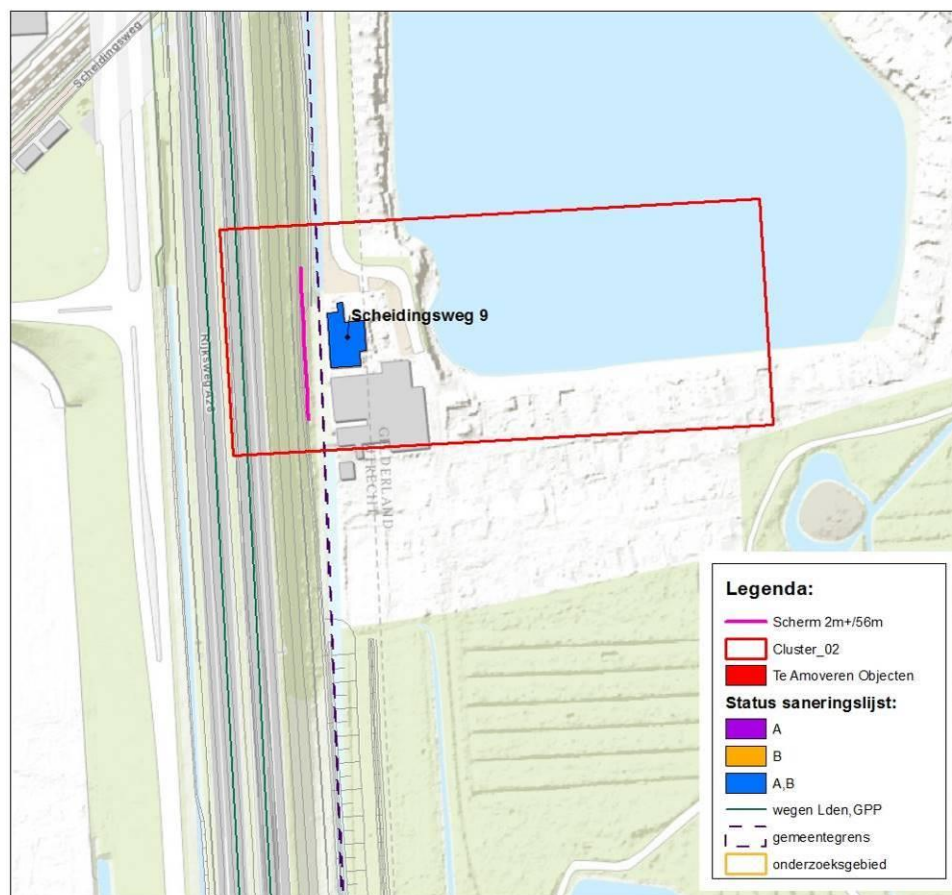 Scheidingsweg
Rijksweg A28
Scheidingsweg 9
GELDERLAND
UTRECHT
Legenda:
Scherm 2m+/56m
Cluster_02
Te Amoveren Objecten
Status saneringslijst:
A
B
A,B
wegen Lden,GPP
gemeentegrens
onderzoeksgebied